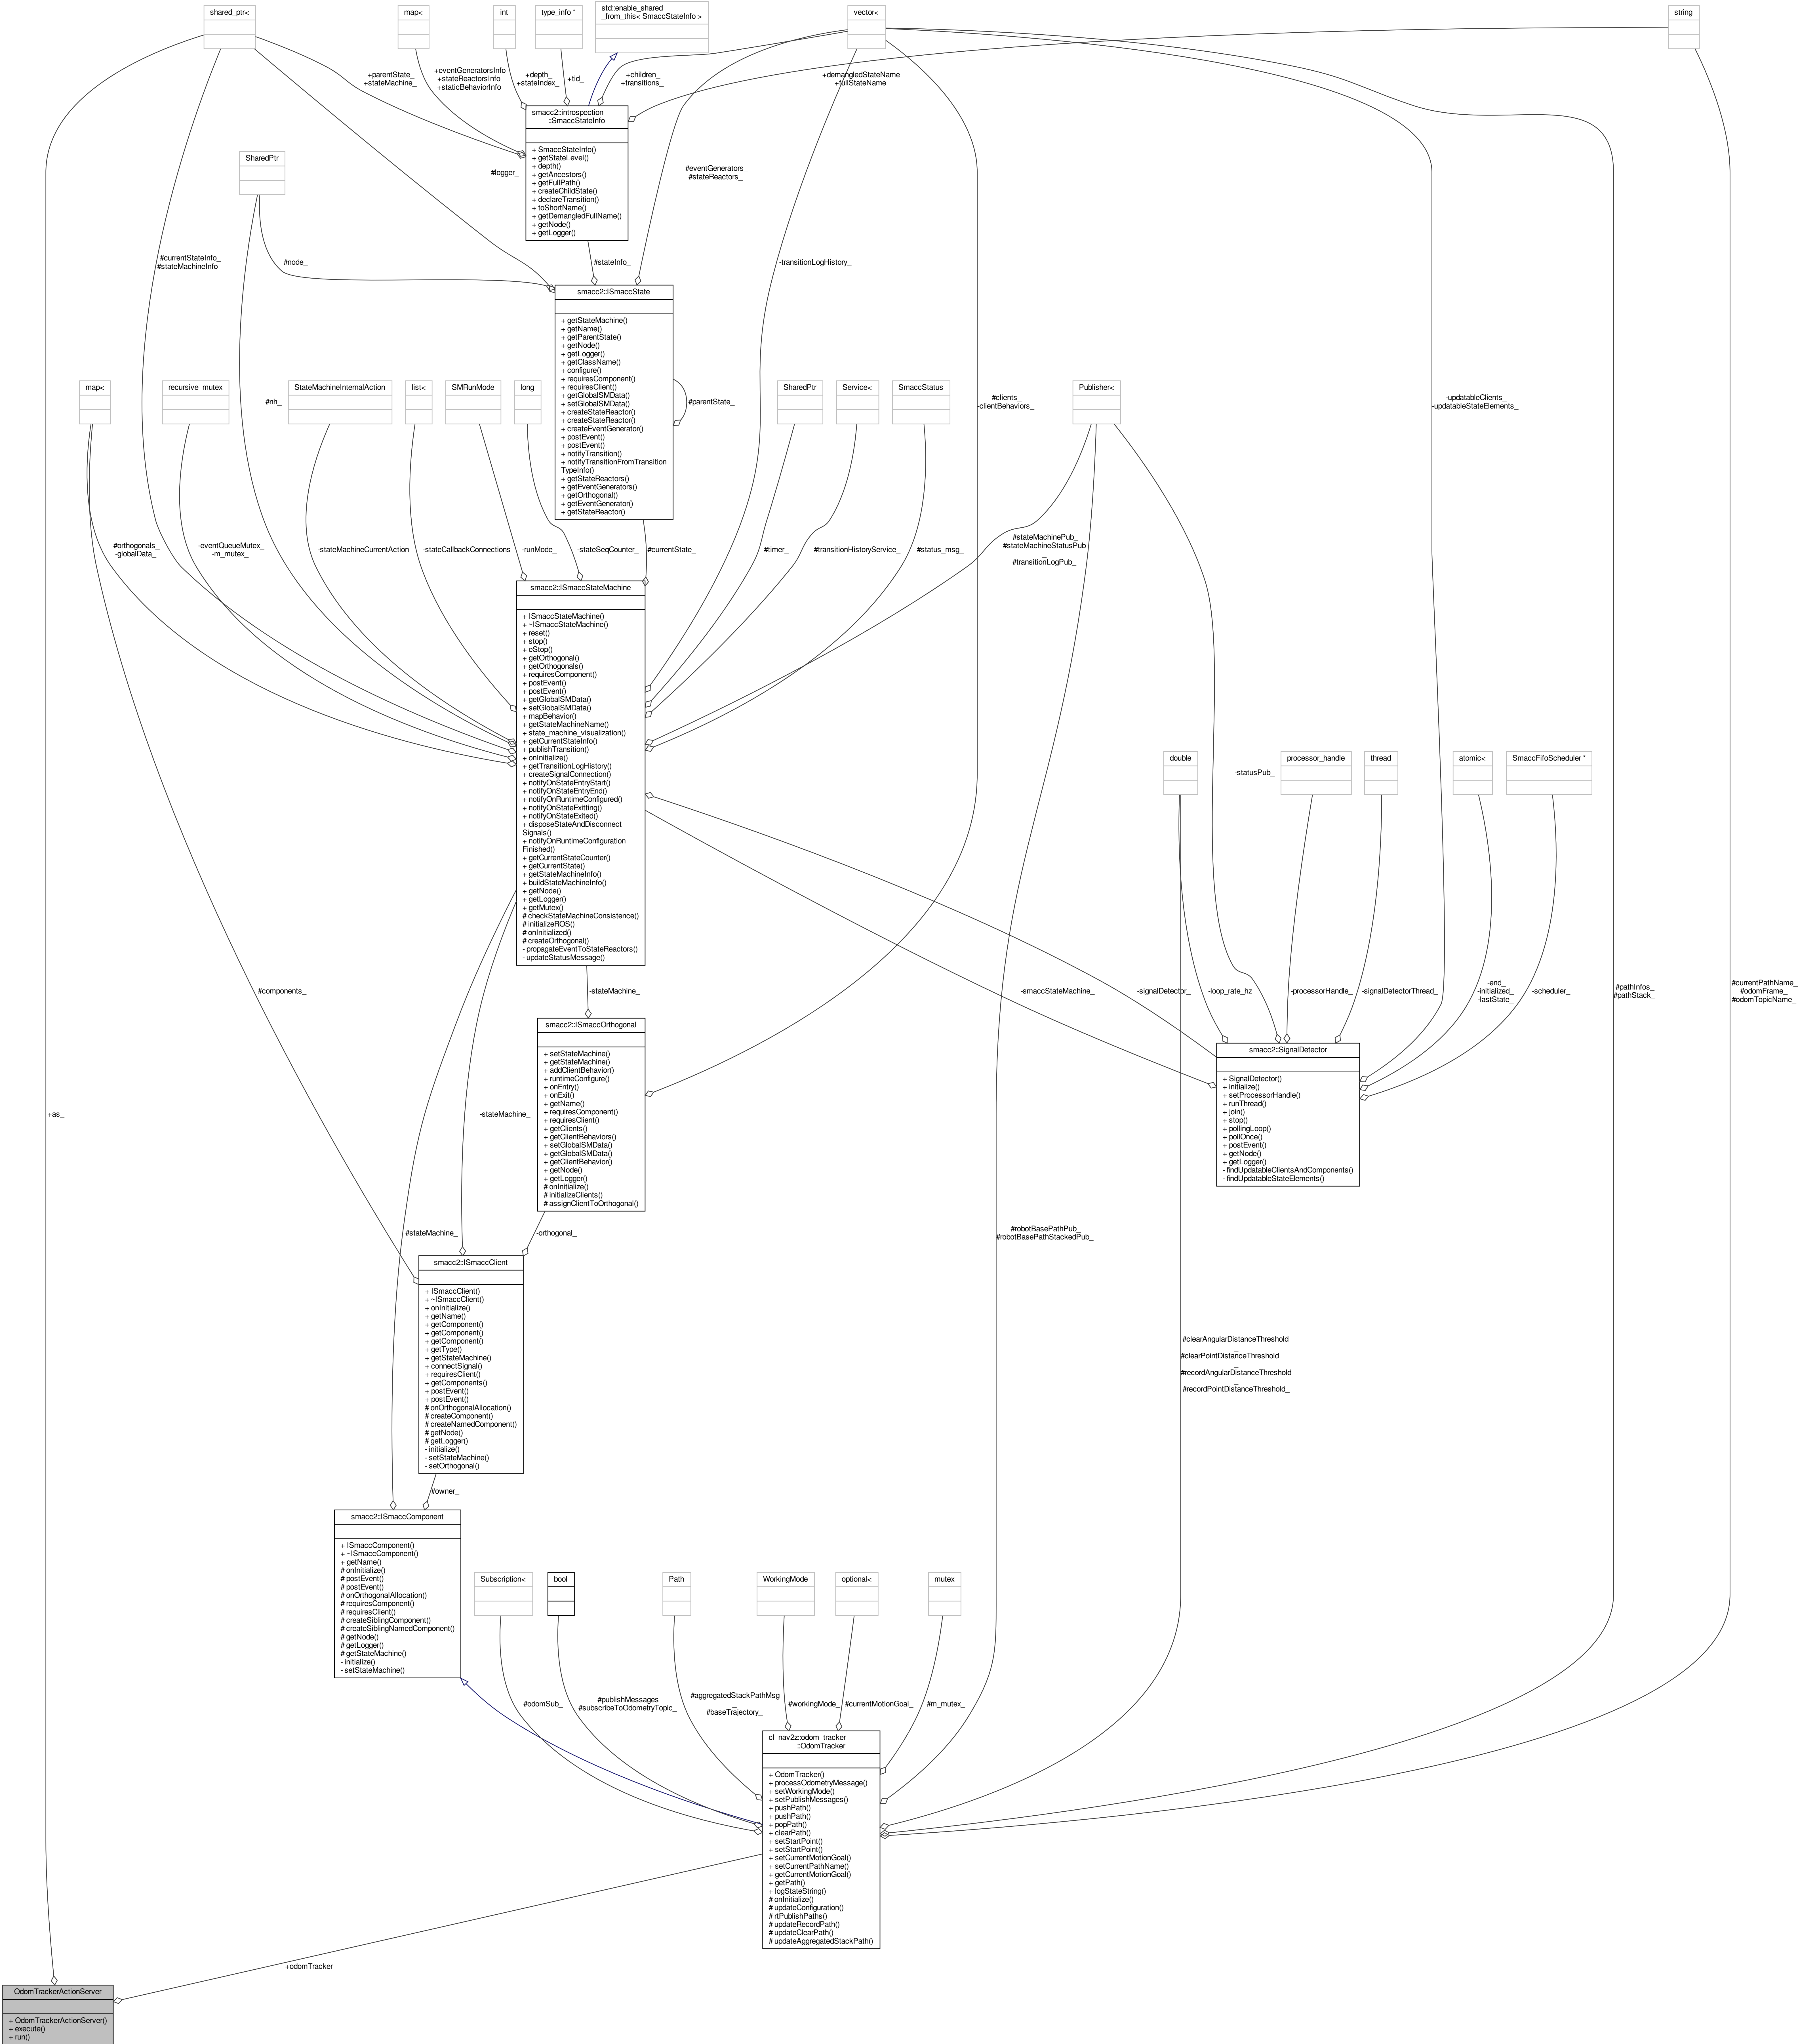 shared_ptr<
map<
int
type_info *
std::enable_shared
_from_this< SmaccStateInfo >
vector<
string
+parentState_
+stateMachine_
+eventGeneratorsInfo
+stateReactorsInfo
+staticBehaviorInfo
+depth_
+stateIndex_
+tid_
+children_
+transitions_
+demangledStateName
+fullStateName
smacc2::introspection
::SmaccStateInfo
+ SmaccStateInfo()
+ getStateLevel()
+ depth()
+ getAncestors()
+ getFullPath()
+ createChildState()
+ declareTransition()
+ toShortName()
+ getDemangledFullName()
+ getNode()
+ getLogger()
SharedPtr
#logger_
#eventGenerators_
#stateReactors_
#currentStateInfo_
#stateMachineInfo_
#node_
#stateInfo_
-transitionLogHistory_
smacc2::ISmaccState
+ getStateMachine()
+ getName()
+ getParentState()
+ getNode()
+ getLogger()
+ getClassName()
+ configure()
+ requiresComponent()
+ requiresClient()
+ getGlobalSMData()
+ setGlobalSMData()
+ createStateReactor()
+ createStateReactor()
+ createEventGenerator()
+ postEvent()
+ postEvent()
+ notifyTransition()
+ notifyTransitionFromTransition
TypeInfo()
+ getStateReactors()
+ getEventGenerators()
+ getOrthogonal()
+ getEventGenerator()
+ getStateReactor()
#parentState_
map<
recursive_mutex
#nh_
StateMachineInternalAction
list<
SMRunMode
long
SharedPtr
Service<
SmaccStatus
#clients_
-clientBehaviors_
Publisher<
-updatableClients_
-updatableStateElements_
#orthogonals_
-globalData_
-eventQueueMutex_
-m_mutex_
-stateMachineCurrentAction
-stateCallbackConnections
-runMode_
-stateSeqCounter_
#currentState_
#timer_
#transitionHistoryService_
#status_msg_
#stateMachinePub_
#stateMachineStatusPub
_
#transitionLogPub_
smacc2::ISmaccStateMachine
+ ISmaccStateMachine()
+ ~ISmaccStateMachine()
+ reset()
+ stop()
+ eStop()
+ getOrthogonal()
+ getOrthogonals()
+ requiresComponent()
+ postEvent()
+ postEvent()
+ getGlobalSMData()
+ setGlobalSMData()
+ mapBehavior()
+ getStateMachineName()
+ state_machine_visualization()
+ getCurrentStateInfo()
+ publishTransition()
+ onInitialize()
+ getTransitionLogHistory()
+ createSignalConnection()
+ notifyOnStateEntryStart()
+ notifyOnStateEntryEnd()
+ notifyOnRuntimeConfigured()
+ notifyOnStateExitting()
+ notifyOnStateExited()
+ disposeStateAndDisconnect
Signals()
+ notifyOnRuntimeConfiguration
Finished()
+ getCurrentStateCounter()
+ getCurrentState()
+ getStateMachineInfo()
+ buildStateMachineInfo()
+ getNode()
+ getLogger()
+ getMutex()
# checkStateMachineConsistence()
# initializeROS()
# onInitialized()
# createOrthogonal()
- propagateEventToStateReactors()
- updateStatusMessage()
double
-statusPub_
processor_handle
thread
atomic<
SmaccFifoScheduler *
#components_
-stateMachine_
-smaccStateMachine_
-signalDetector_
-loop_rate_hz
-processorHandle_
-signalDetectorThread_
-end_
-initialized_
-lastState_
-scheduler_
#pathInfos_
#pathStack_
#currentPathName_
#odomFrame_
#odomTopicName_
smacc2::ISmaccOrthogonal
+ setStateMachine()
+ getStateMachine()
+ addClientBehavior()
+ runtimeConfigure()
+ onEntry()
+ onExit()
+ getName()
+ requiresComponent()
+ requiresClient()
+ getClients()
+ getClientBehaviors()
+ setGlobalSMData()
+ getGlobalSMData()
+ getClientBehavior()
+ getNode()
+ getLogger()
# onInitialize()
# initializeClients()
# assignClientToOrthogonal()
smacc2::SignalDetector
+ SignalDetector()
+ initialize()
+ setProcessorHandle()
+ runThread()
+ join()
+ stop()
+ pollingLoop()
+ pollOnce()
+ postEvent()
+ getNode()
+ getLogger()
- findUpdatableClientsAndComponents()
- findUpdatableStateElements()
+as_
-stateMachine_
#stateMachine_
-orthogonal_
#robotBasePathPub_
#robotBasePathStackedPub_
smacc2::ISmaccClient
+ ISmaccClient()
+ ~ISmaccClient()
+ onInitialize()
+ getName()
+ getComponent()
+ getComponent()
+ getComponent()
+ getType()
+ getStateMachine()
+ connectSignal()
+ requiresClient()
+ getComponents()
+ postEvent()
+ postEvent()
# onOrthogonalAllocation()
# createComponent()
# createNamedComponent()
# getNode()
# getLogger()
- initialize()
- setStateMachine()
- setOrthogonal()
#clearAngularDistanceThreshold
_
#clearPointDistanceThreshold
_
#recordAngularDistanceThreshold
_
#recordPointDistanceThreshold_
#owner_
smacc2::ISmaccComponent
+ ISmaccComponent()
+ ~ISmaccComponent()
+ getName()
# onInitialize()
# postEvent()
# postEvent()
# onOrthogonalAllocation()
# requiresComponent()
# requiresClient()
# createSiblingComponent()
# createSiblingNamedComponent()
# getNode()
# getLogger()
# getStateMachine()
- initialize()
- setStateMachine()
Subscription<
bool
Path
WorkingMode
optional<
mutex
#odomSub_
#publishMessages
#subscribeToOdometryTopic_
#aggregatedStackPathMsg
_
#baseTrajectory_
#workingMode_
#currentMotionGoal_
#m_mutex_
cl_nav2z::odom_tracker
::OdomTracker
+ OdomTracker()
+ processOdometryMessage()
+ setWorkingMode()
+ setPublishMessages()
+ pushPath()
+ pushPath()
+ popPath()
+ clearPath()
+ setStartPoint()
+ setStartPoint()
+ setCurrentMotionGoal()
+ setCurrentPathName()
+ getCurrentMotionGoal()
+ getPath()
+ logStateString()
# onInitialize()
# updateConfiguration()
# rtPublishPaths()
# updateRecordPath()
# updateClearPath()
# updateAggregatedStackPath()
+odomTracker
OdomTrackerActionServer
+ OdomTrackerActionServer()
+ execute()
+ run()